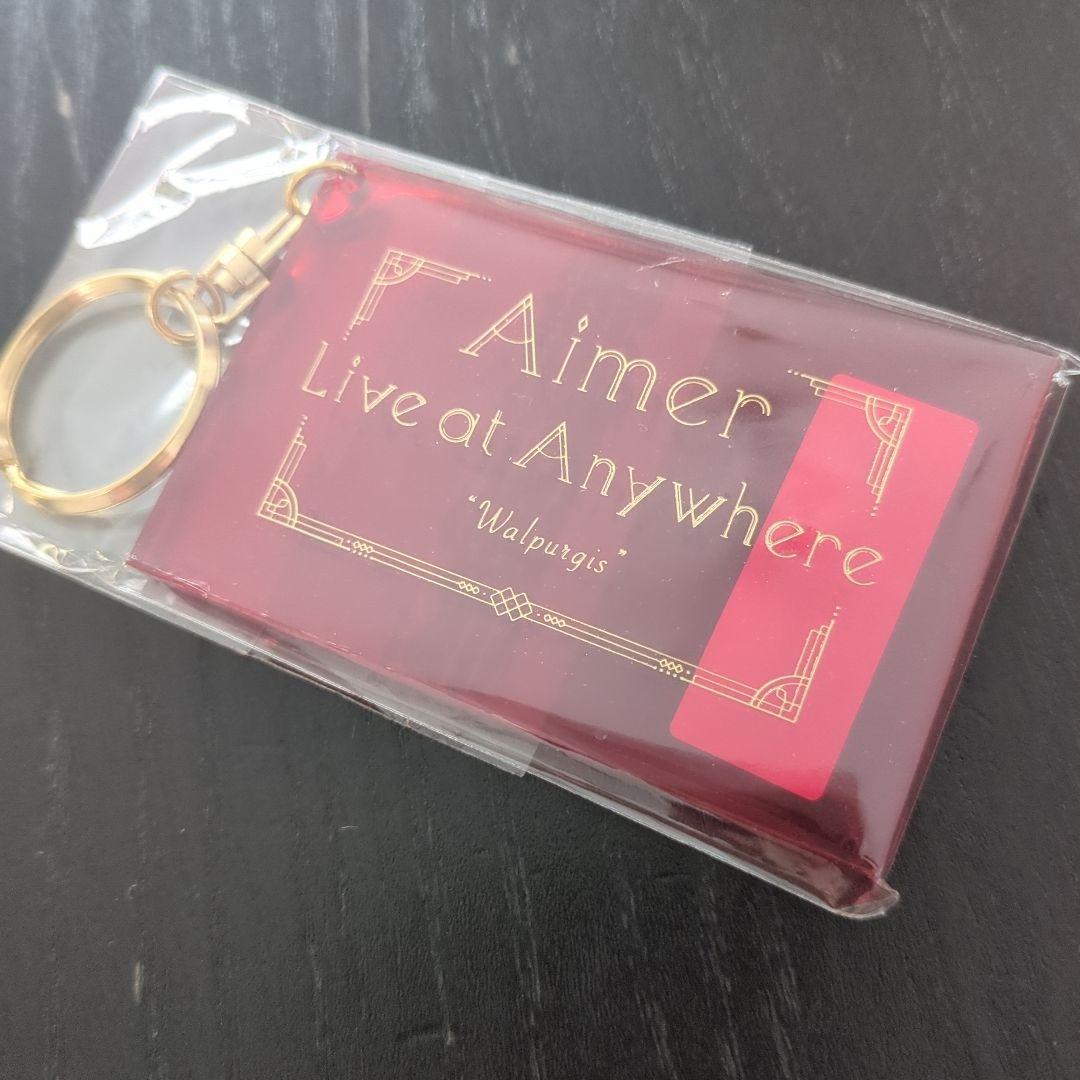 Aimer
Live at Anywhere
"Walpurgis"